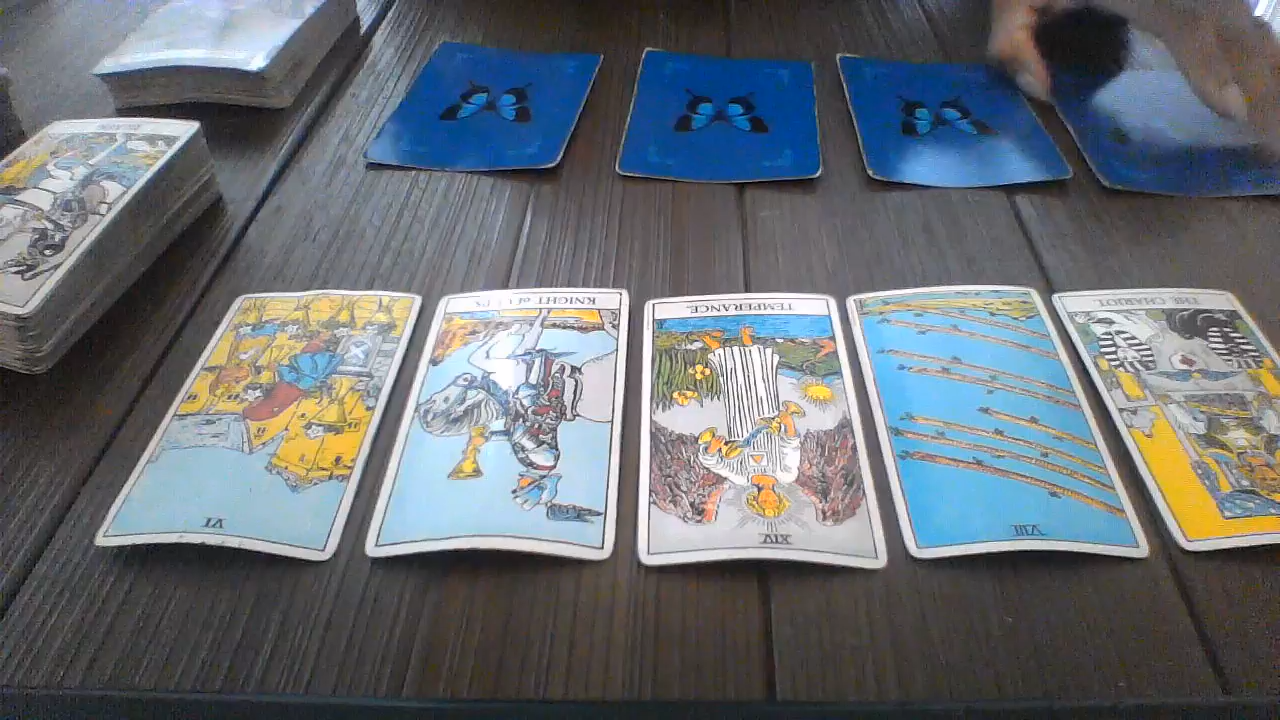 KNIGHT of CUPS.
TEMPERANCE.
THE CHARIOT.
VI
XIV
VIII